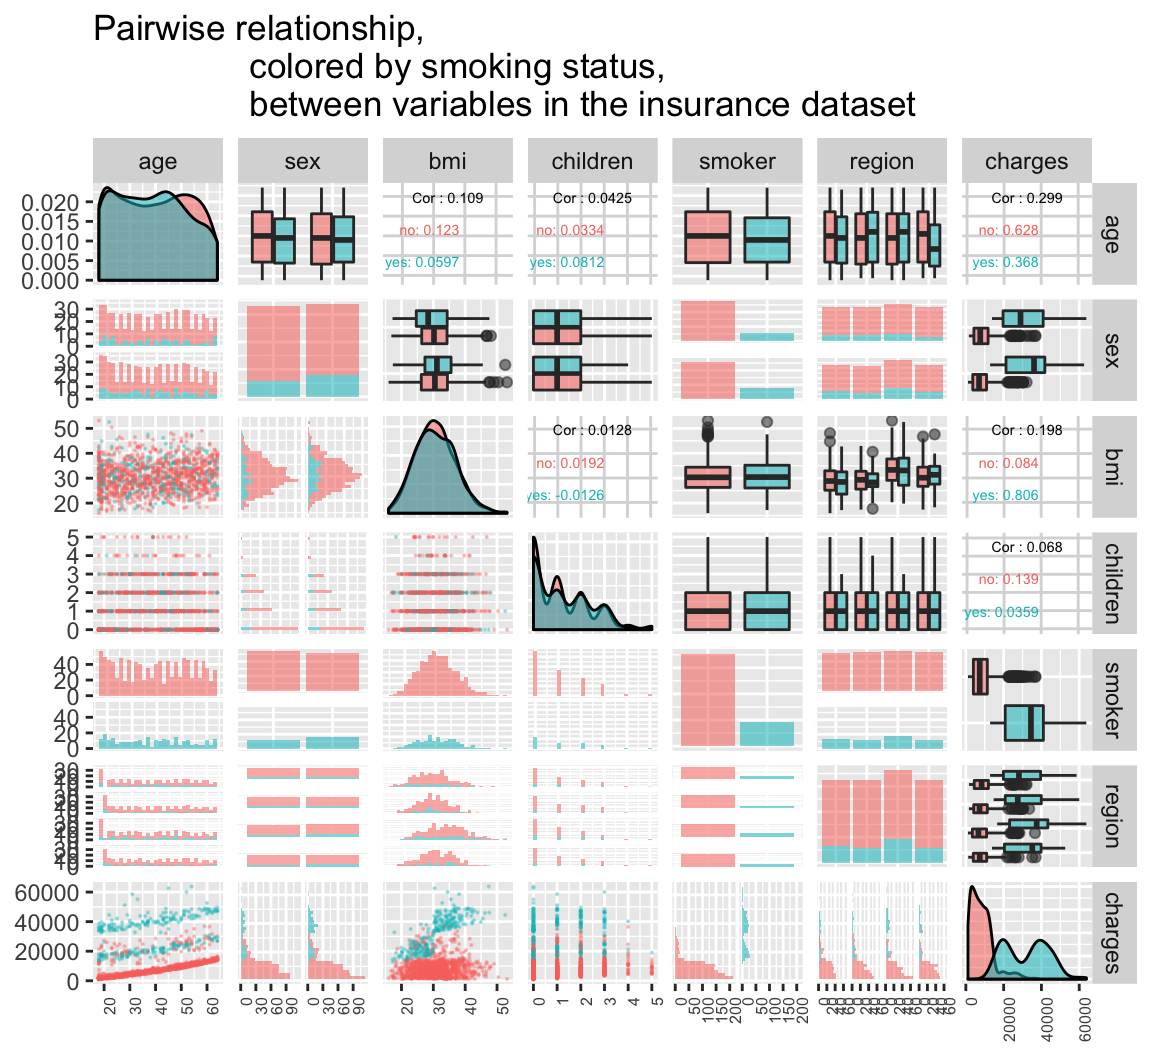 Pairwise relationship,
colored by smoking status,
between variables in the insurance dataset
age sex bmi children smoker region charges
0.020
0.015
0.010
0.005
0.000
Cor : 0.109
no: 0.123
yes: 0.0597
Cor : 0.0425
no: 0.0334
yes: 0.0812
Cor : 0.299
no: 0.628
yes: 0.368
age
30
20
10
0
30
20
10
0
sex
50
40
30
20
Cor : 0.0128
no: 0.0192
yes: -0.0126
Cor : 0.198
no: 0.084
yes: 0.806
bmi
5
4
3
2
1
0
Cor : 0.068
no: 0.139
yes: 0.0359
children
40
20
0
40
20
0
smoker
region
60000
40000
20000
0
charges
20 30 40 50 60
0 30 60 90 0 30 60 90
20 30 40 50
0 1 2 3 4 5
0 50 100 150 200 0 50 100 150 200
0 20000 40000 60000